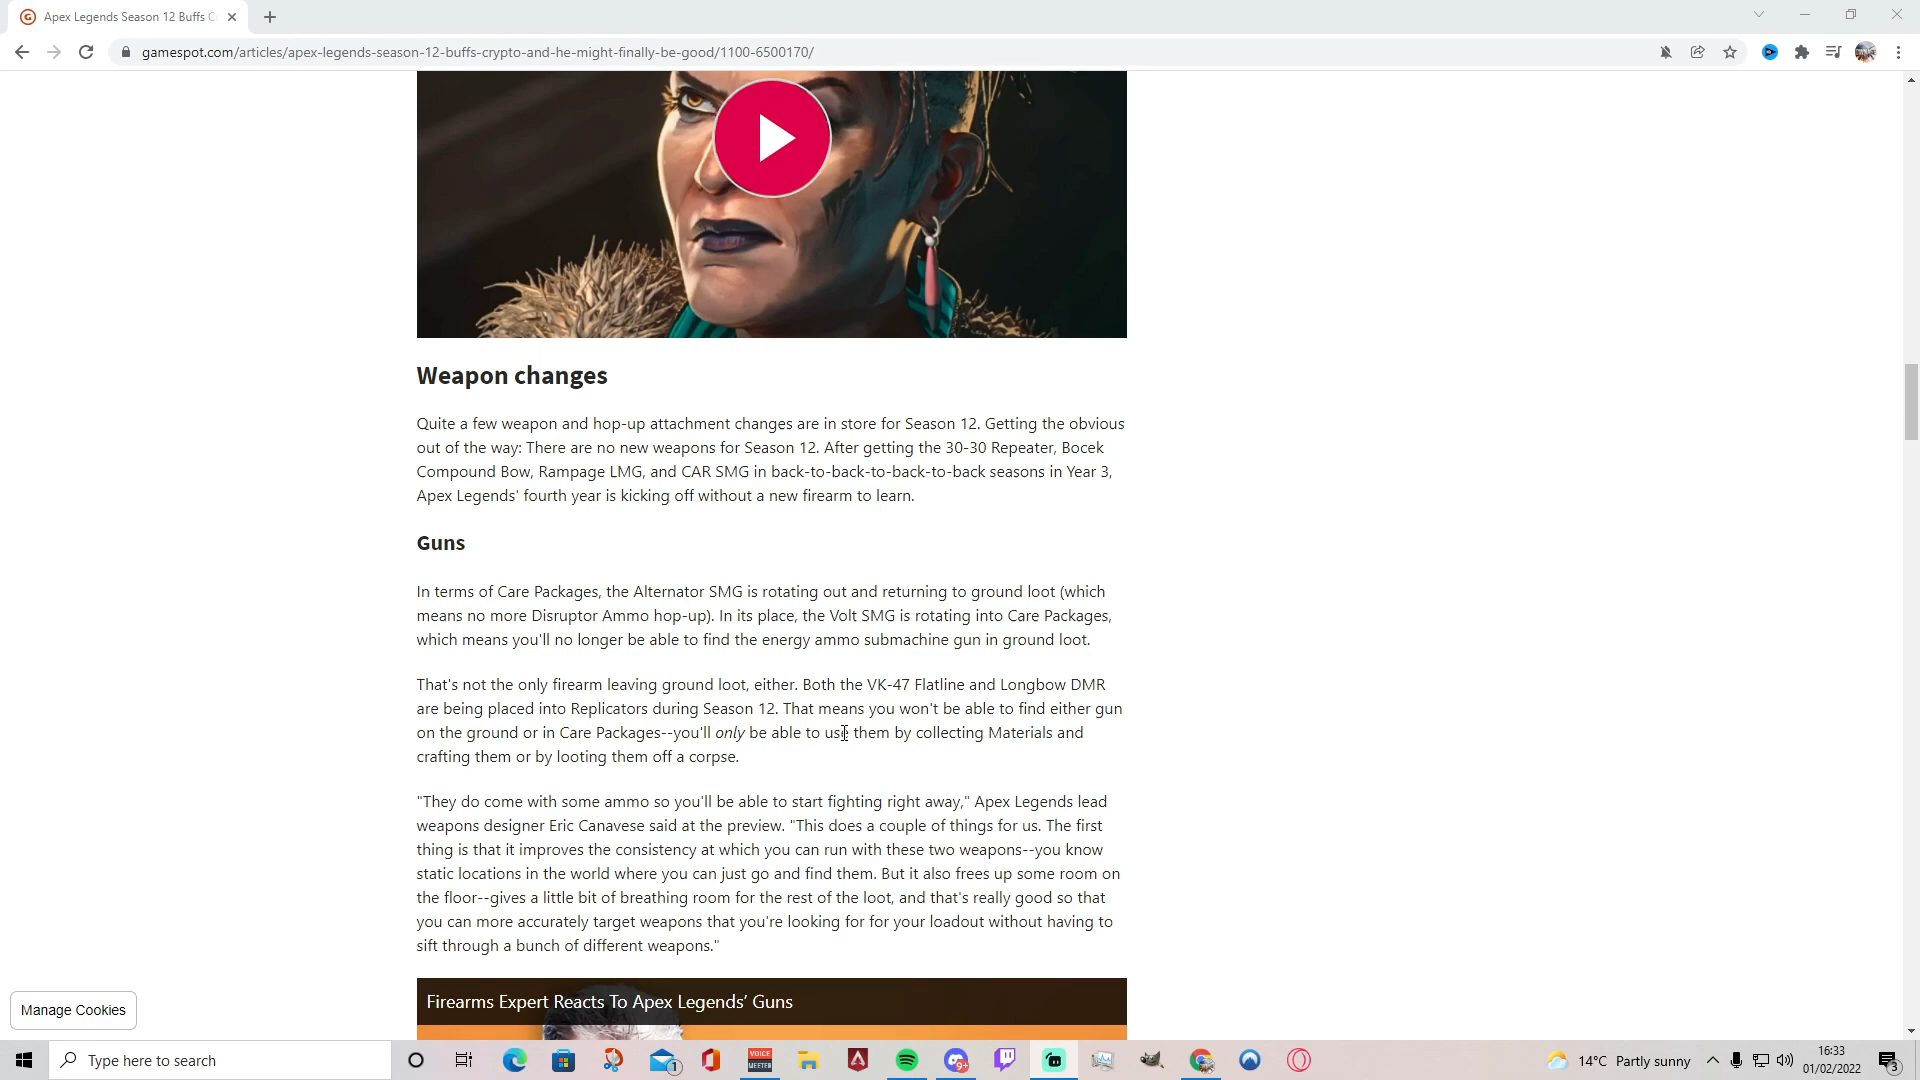 Apex Legends Season 12 Buffs C
gamespot.com/articles/apex-legends-season-12-buffs-crypto-and-he-might-finally-be-good/1100-6500170/
Weapon changes
Quite a few weapon and hop-up attachment changes are in store for Season 12. Getting the obvious
out of the way: There are no new weapons for Season 12. After getting the 30-30 Repeater, Bocek
Compound Bow, Rampage LMG, and CAR SMG in back-to-back-to-back-to-back seasons in Year 3,
Apex Legends' fourth year is kicking off without a new firearm to learn.
Guns
In terms of Care Packages, the Alternator SMG is rotating out and returning to ground loot (which
means no more Disruptor Ammo hop-up). In its place, the Volt SMG is rotating into Care Packages,
which means you'll no longer be able to find the energy ammo submachine gun in ground loot.
That's not the only firearm leaving ground loot, either. Both the VK-47 Flatline and Longbow DMR
are being placed into Replicators during Season 12. That means you won't be able to find either gun
on the ground or in Care Packages--you'll only be able to use them by collecting Materials and
crafting them or by looting them off a corpse.
"They do come with some ammo so you'll be able to start fighting right away," Apex Legends lead
weapons designer Eric Canavese said at the preview. "This does a couple of things for us. The first
thing is that it improves the consistency at which you can run with these two weapons--you know
static locations in the world where you can just go and find them. But it also frees up some room on
the floor--gives a little bit of breathing room for the rest of the loot, and that's really good so that
you can more accurately target weapons that you're looking for for your loadout without having to
sift through a bunch of different weapons."
Firearms Expert Reacts To Apex Legends' Guns
Manage Cookies
Type here to search
1
VOICE
MEETER
9+
14°C Partly sunny
16:33
01/02/2022
3